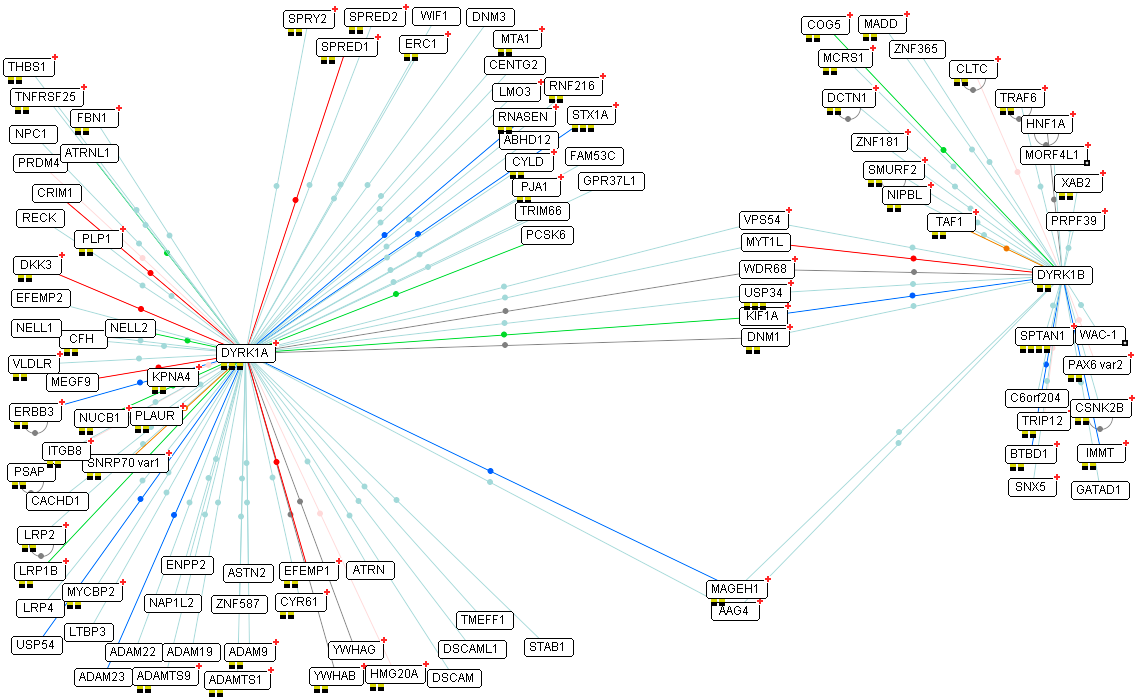 SPRY2
SPRED2
WIF1
DNM3
SPRED1
ERC1
MTA1
CENTG2
LMO3
RNF216
RNASEN
STX1A
ABHD12
CYLD
FAM53C
PJA1
GPR37L1
TRIM66
PCSK6
THBS1
TNFRSF25
FBN1
NPC1
ATRNL1
PRDM4
CRIM1
RECK
PLP1
DKK3
EFEMP2
NELL1
NELL2
CFH
VLDLR
MEGF9
KPNA4
ERBB3
NUCB1
PLAUR
ITGB8
SNRP70 var1
PSAP
CACHD1
LRP2
LRP1B
MYCBP2
LRP4
LTBP3
USP54
DYRK1A
ENPP2
NAP1L2
ASTN2
ZNF587
EFEMP1
CYR61
ATRN
ADAM22
ADAM19
ADAM9
ADAM23
ADAMTS9
ADAMTS1
YWHAG
YWHAB
HMG20A
DSCAM
DSCAML1
TMEFF1
STAB1
VPS54
MYT1L
WDR68
USP34
KIF1A
DNM1
MAGEH1
AAG4
COG5
MADD
ZNF365
MCRS1
CLTC
DCTN1
TRAF6
HNF1A
ZNF181
MORF4L1
SMURF2
XAB2
NIPBL
TAF1
PRPF39
DYRK1B
SPTAN1
WAC-1
PAX6 var2
C6orf204
CSNK2B
TRIP12
BTBD1
IMMT
SNX5
GATAD1